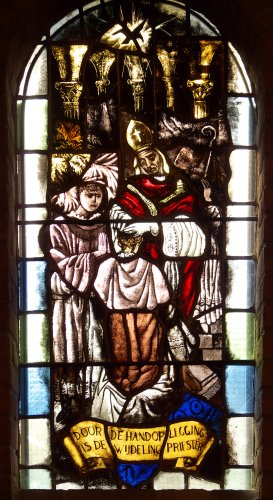 DOOR DE HANDOPLEGGING
IS DE WIJDELING PRIESTER